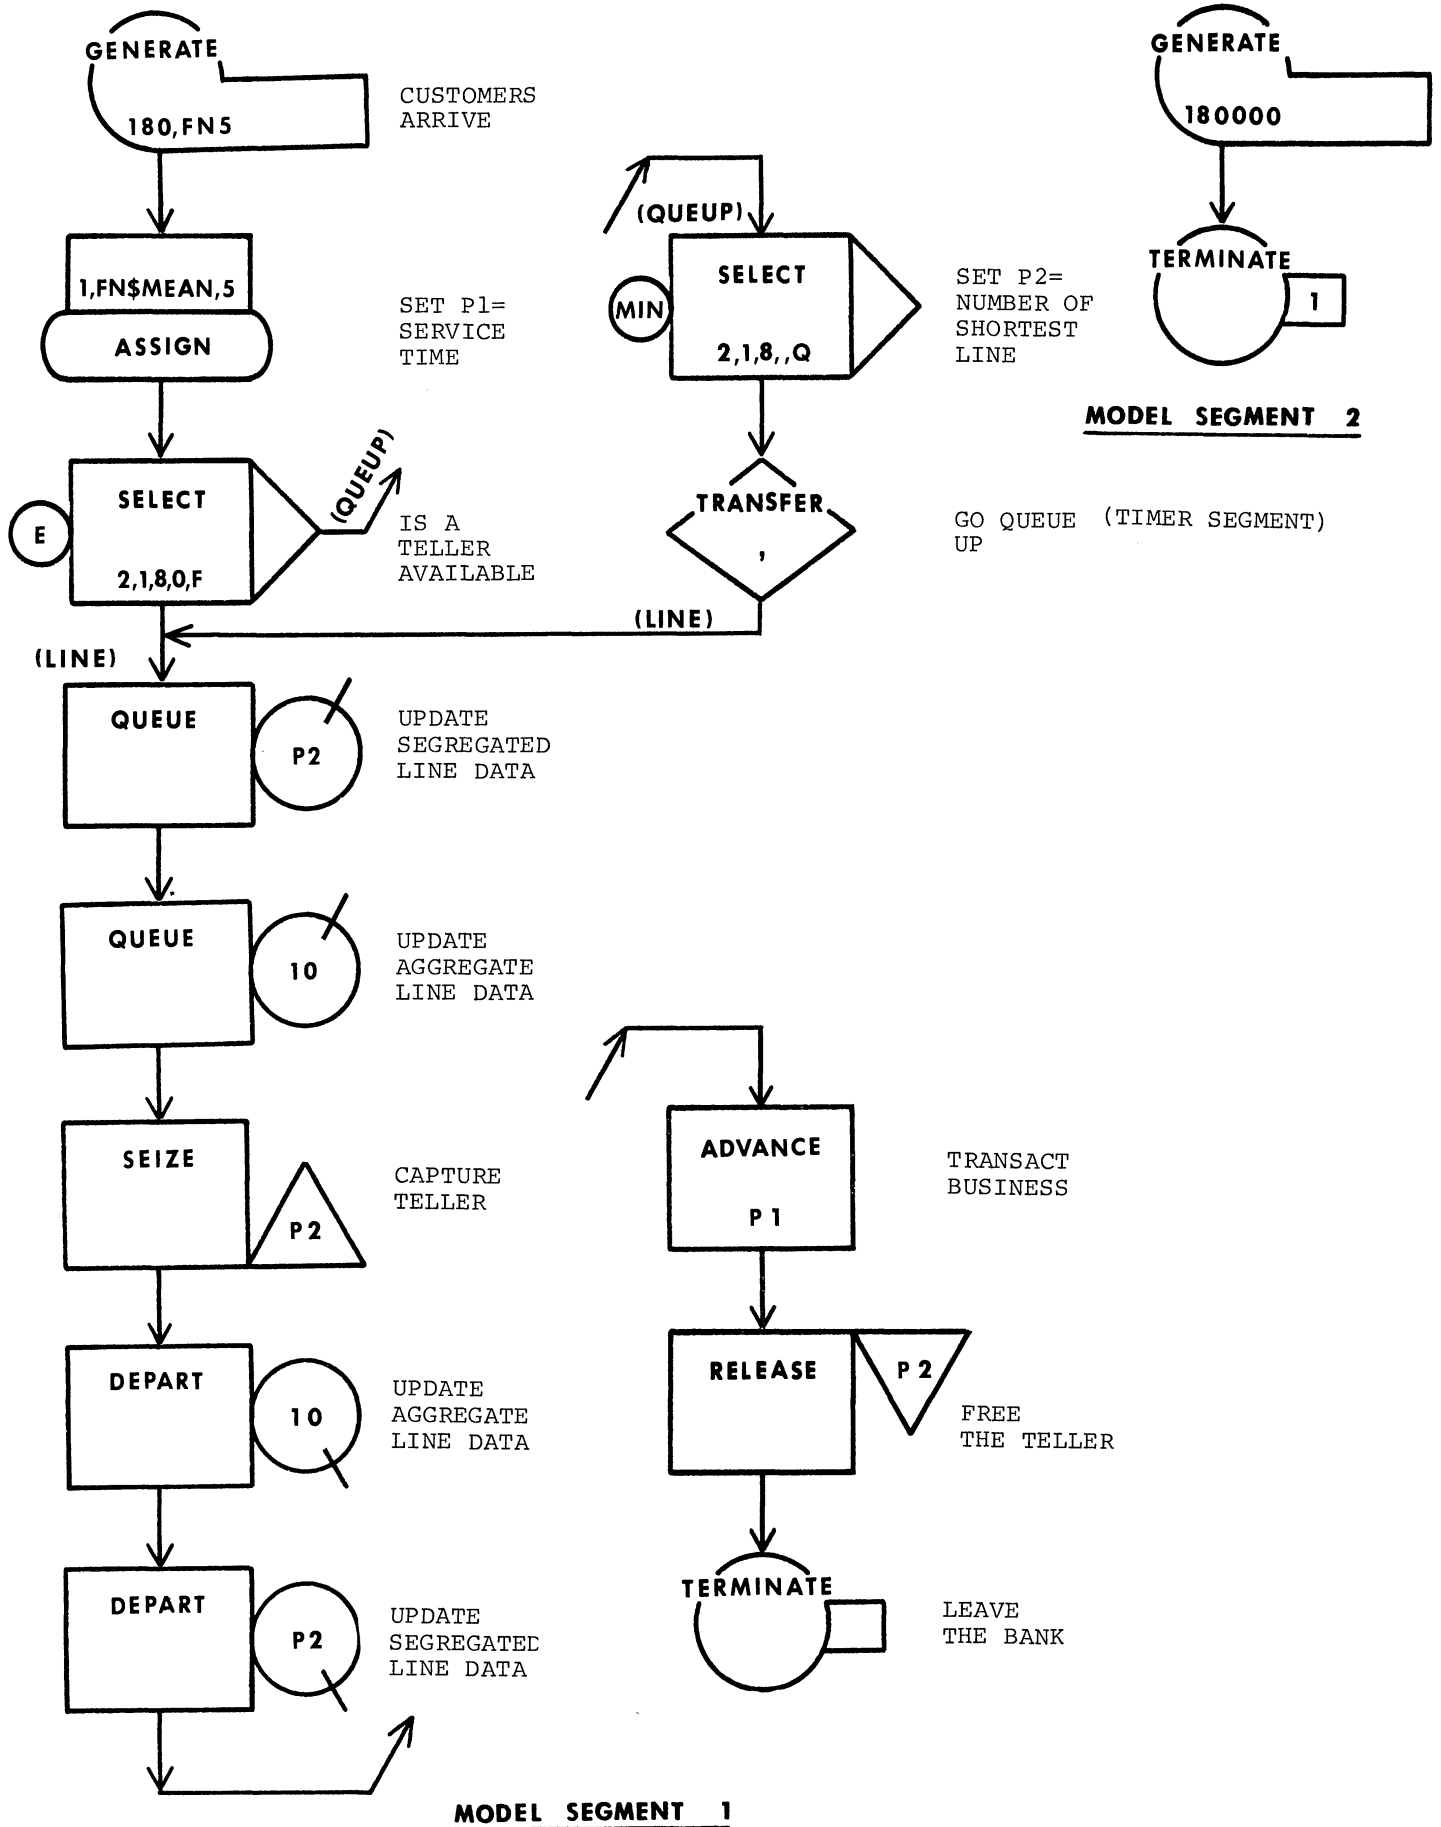 GENERATE
180,FN5
CUSTOMERS
ARRIVE
1,FN$MEAN,5
ASSIGN
SET P1=
SERVICE
TIME
SELECT
E
2,1,8,0,F
(QUEUP)
IS A
TELLER
AVAILABLE
(LINE)
QUEUE
P2
UPDATE
SEGREGATED
LINE DATA
QUEUE
10
UPDATE
AGGREGATE
LINE DATA
SEIZE
P2
CAPTURE
TELLER
DEPART
10
UPDATE
AGGREGATE
LINE DATA
DEPART
P2
UPDATE
SEGREGATED
LINE DATA
(QUEUP)
SELECT
MIN
2,1,8,,Q
SET P2=
NUMBER OF
SHORTEST
LINE
TRANSFER
,
GO QUEUE
UP
(LINE)
ADVANCE
P1
TRANSACT
BUSINESS
RELEASE
P2
FREE
THE TELLER
TERMINATE
LEAVE
THE BANK
MODEL SEGMENT 1
GENERATE
180000
TERMINATE
1
MODEL SEGMENT 2
(TIMER SEGMENT)